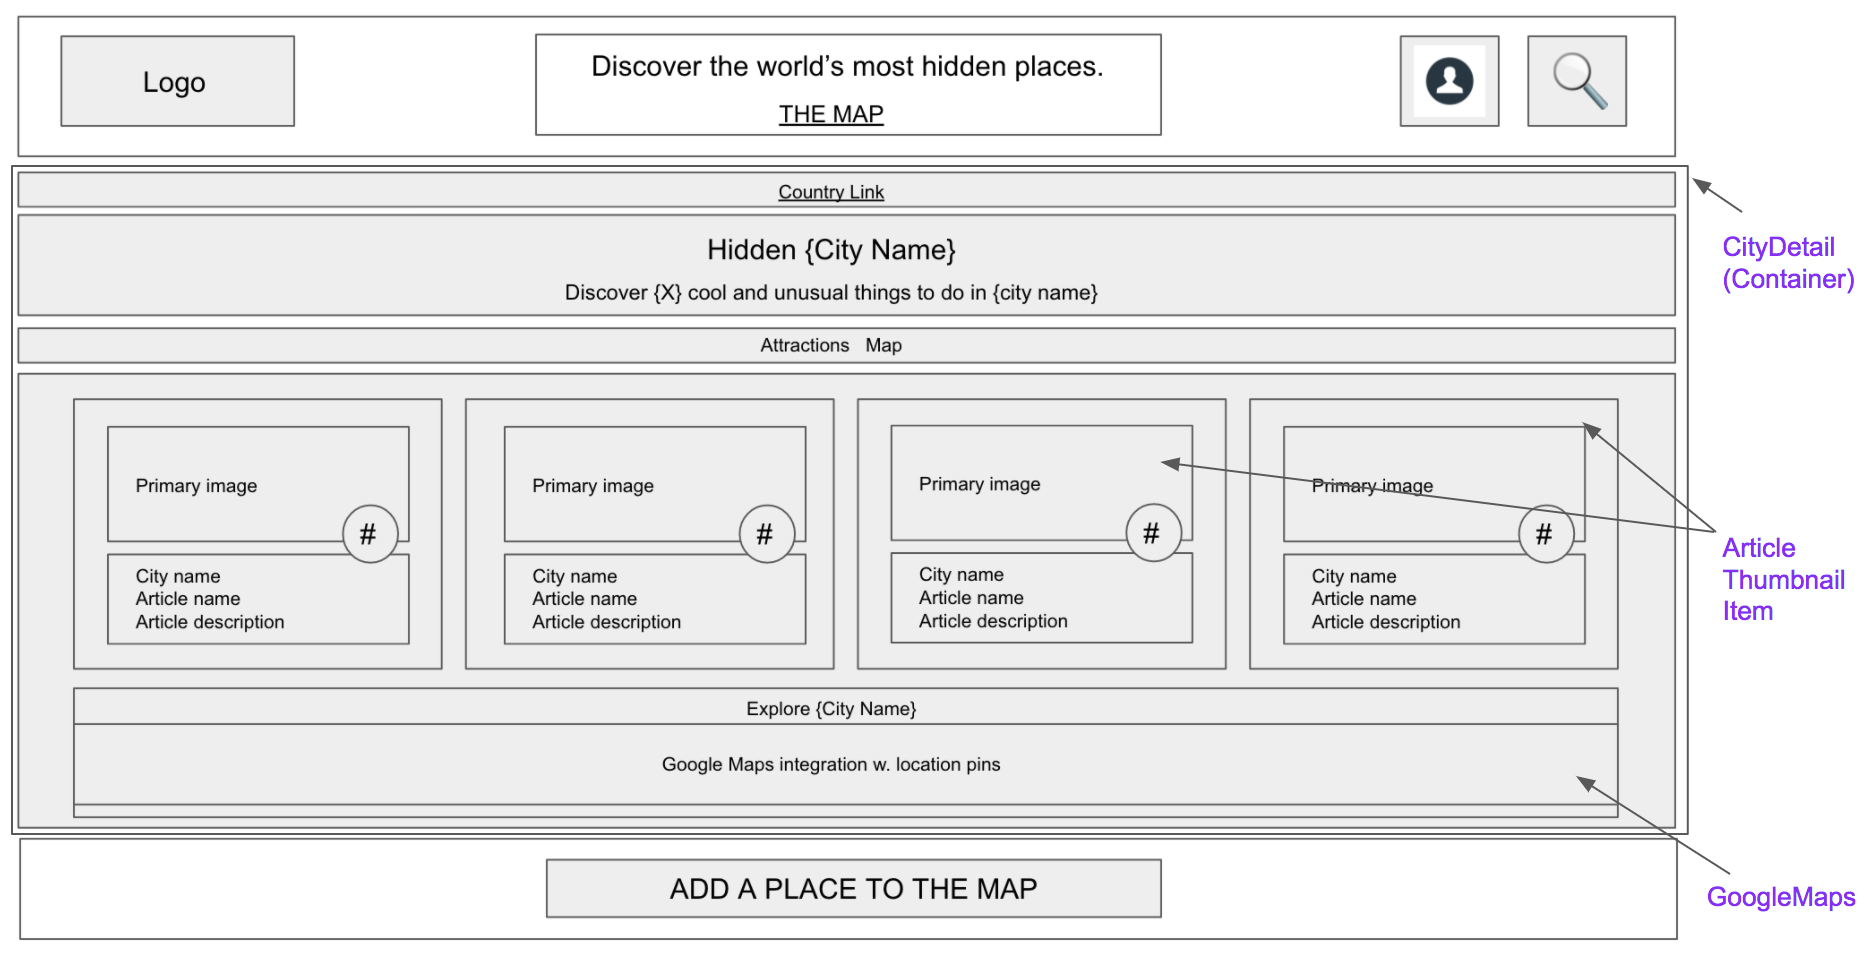 Logo
Discover the world’s most hidden places.
THE MAP
Country Link
Hidden {City Name}
Discover {X} cool and unusual things to do in {city name}
Attractions Map
CityDetail
(Container)
Primary image
#
City name
Article name
Article description
Primary image
#
City name
Article name
Article description
Primary image
#
City name
Article name
Article description
Primary image
#
City name
Article name
Article description
Article
Thumbnail
Item
Explore {City Name}
Google Maps integration w. location pins
GoogleMaps
ADD A PLACE TO THE MAP